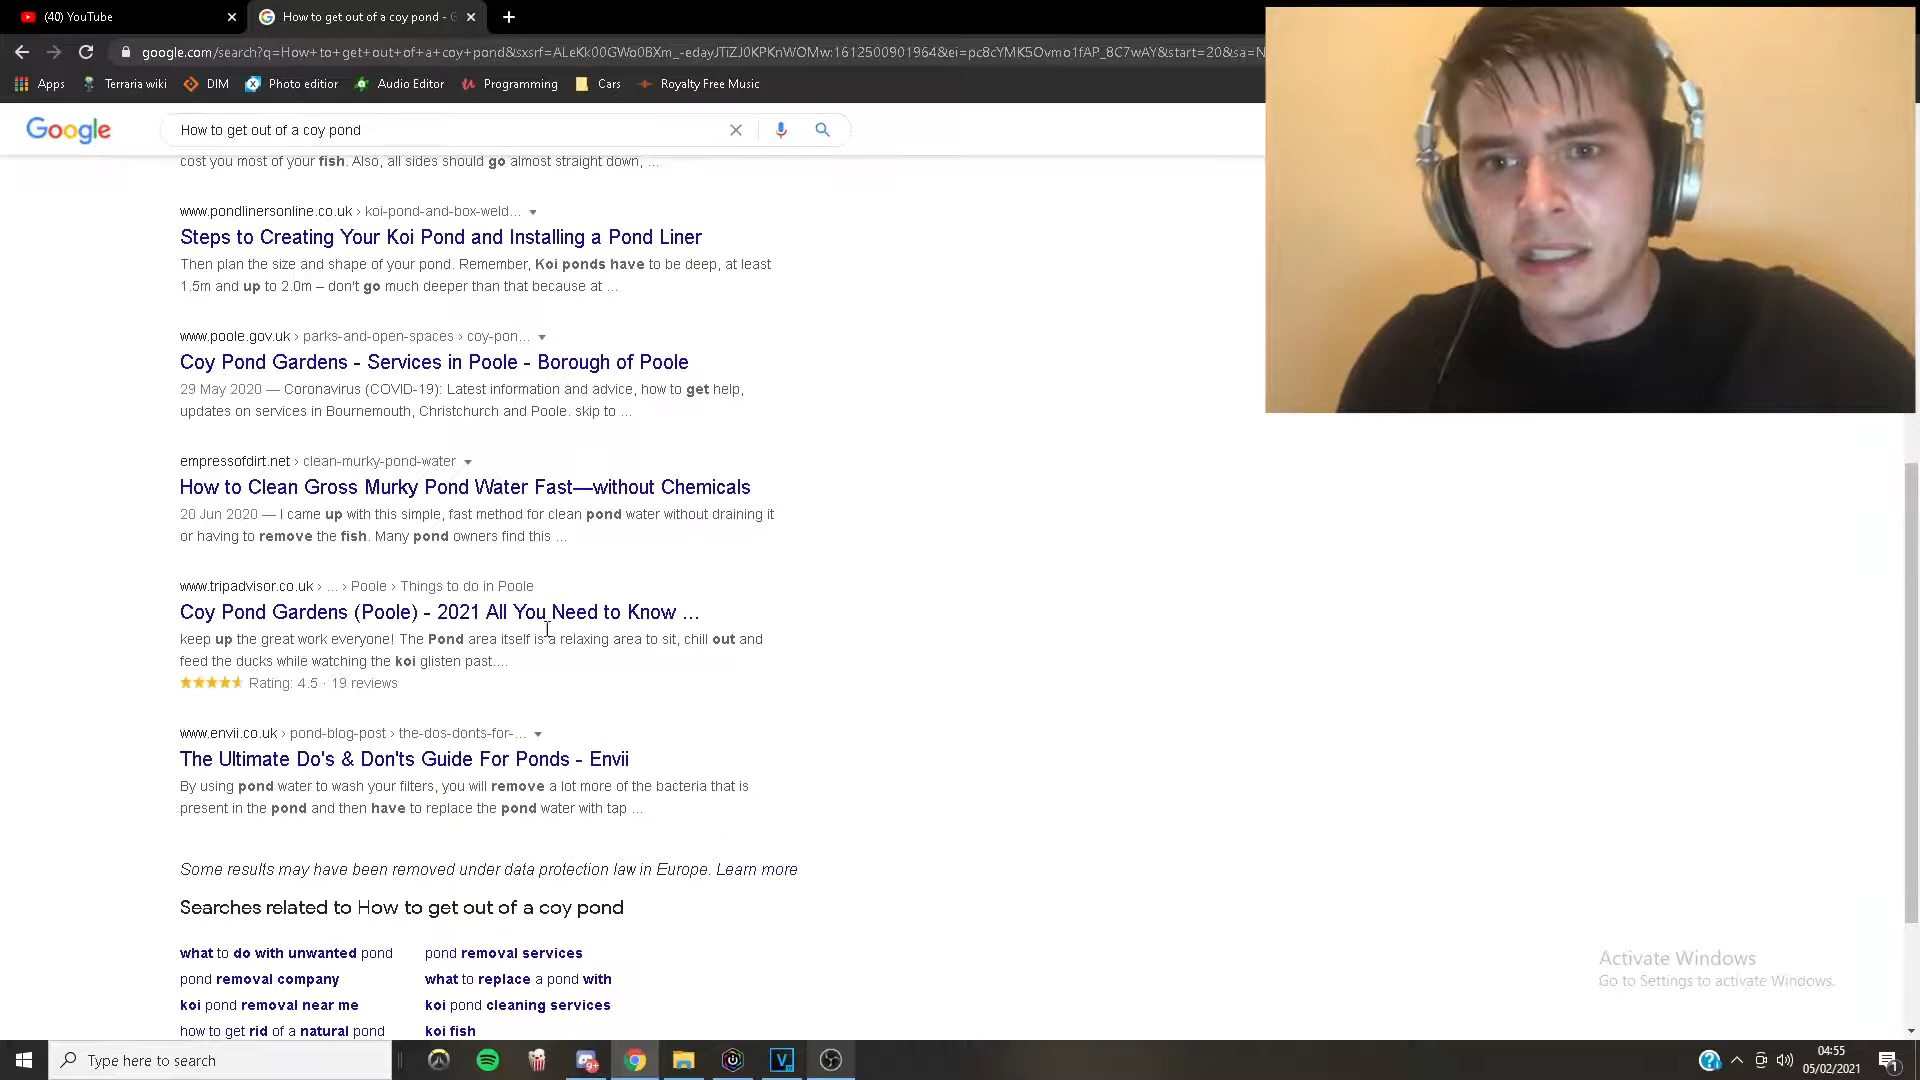 (40) YouTube
How to get out of a coy pond - G
google.com/search?q=How+to+get+out+of+a+coy+pond&sxsrf=ALeKk00GWo0BXm_-edayJTiZJ0KPKnWOMw:1612500901964&ei=pc8cYMK5Ovmo1fAP_8C7wAY&start=20&sa=N
Apps
Terraria wiki
DIM
Photo editior
Audio Editor
Programming
Cars
Royalty Free Music
Google
How to get out of a coy pond
cost you most of your fish. Also, all sides should go almost straight down, ...
www.pondlinersonline.co.uk › koi-pond-and-box-weld...
Steps to Creating Your Koi Pond and Installing a Pond Liner
Then plan the size and shape of your pond. Remember, Koi ponds have to be deep, at least
1.5m and up to 2.0m – don't go much deeper than that because at ...
www.poole.gov.uk › parks-and-open-spaces › coy-pon...
Coy Pond Gardens - Services in Poole - Borough of Poole
29 May 2020 — Coronavirus (COVID-19): Latest information and advice, how to get help,
updates on services in Bournemouth, Christchurch and Poole. skip to ...
empressofdirt.net › clean-murky-pond-water
How to Clean Gross Murky Pond Water Fast—without Chemicals
20 Jun 2020 — I came up with this simple, fast method for clean pond water without draining it
or having to remove the fish. Many pond owners find this ...
www.tripadvisor.co.uk › ... › Poole › Things to do in Poole
Coy Pond Gardens (Poole) - 2021 All You Need to Know ...
keep up the great work everyone! The Pond area itself is a relaxing area to sit, chill out and
feed the ducks while watching the koi glisten past....
Rating: 4.5 · 19 reviews
www.envii.co.uk › pond-blog-post › the-dos-donts-for-...
The Ultimate Do's & Don'ts Guide For Ponds - Envii
By using pond water to wash your filters, you will remove a lot more of the bacteria that is
present in the pond and then have to replace the pond water with tap ...
Some results may have been removed under data protection law in Europe. Learn more
Searches related to How to get out of a coy pond
what to do with unwanted pond
pond removal services
pond removal company
what to replace a pond with
koi pond removal near me
koi pond cleaning services
how to get rid of a natural pond
koi fish
Activate Windows
Go to Settings to activate Windows.
Type here to search
9+
V
04:55
05/02/2021
1